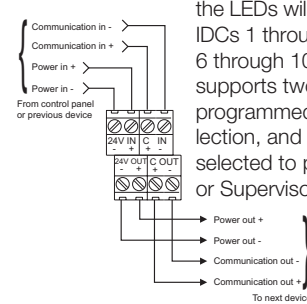 Communication in -
Communication in +
Power in +
Power in -
From control panel
or previous device
24V IN C IN
- + + -
24V OUT C OUT
- + + -
Power out +
Power out -
Communication out -
Communication out +
To next devic
the LEDs wil
IDCs 1 throu
6 through 10
supports two
programmed
lection, and
selected to p
or Superviso